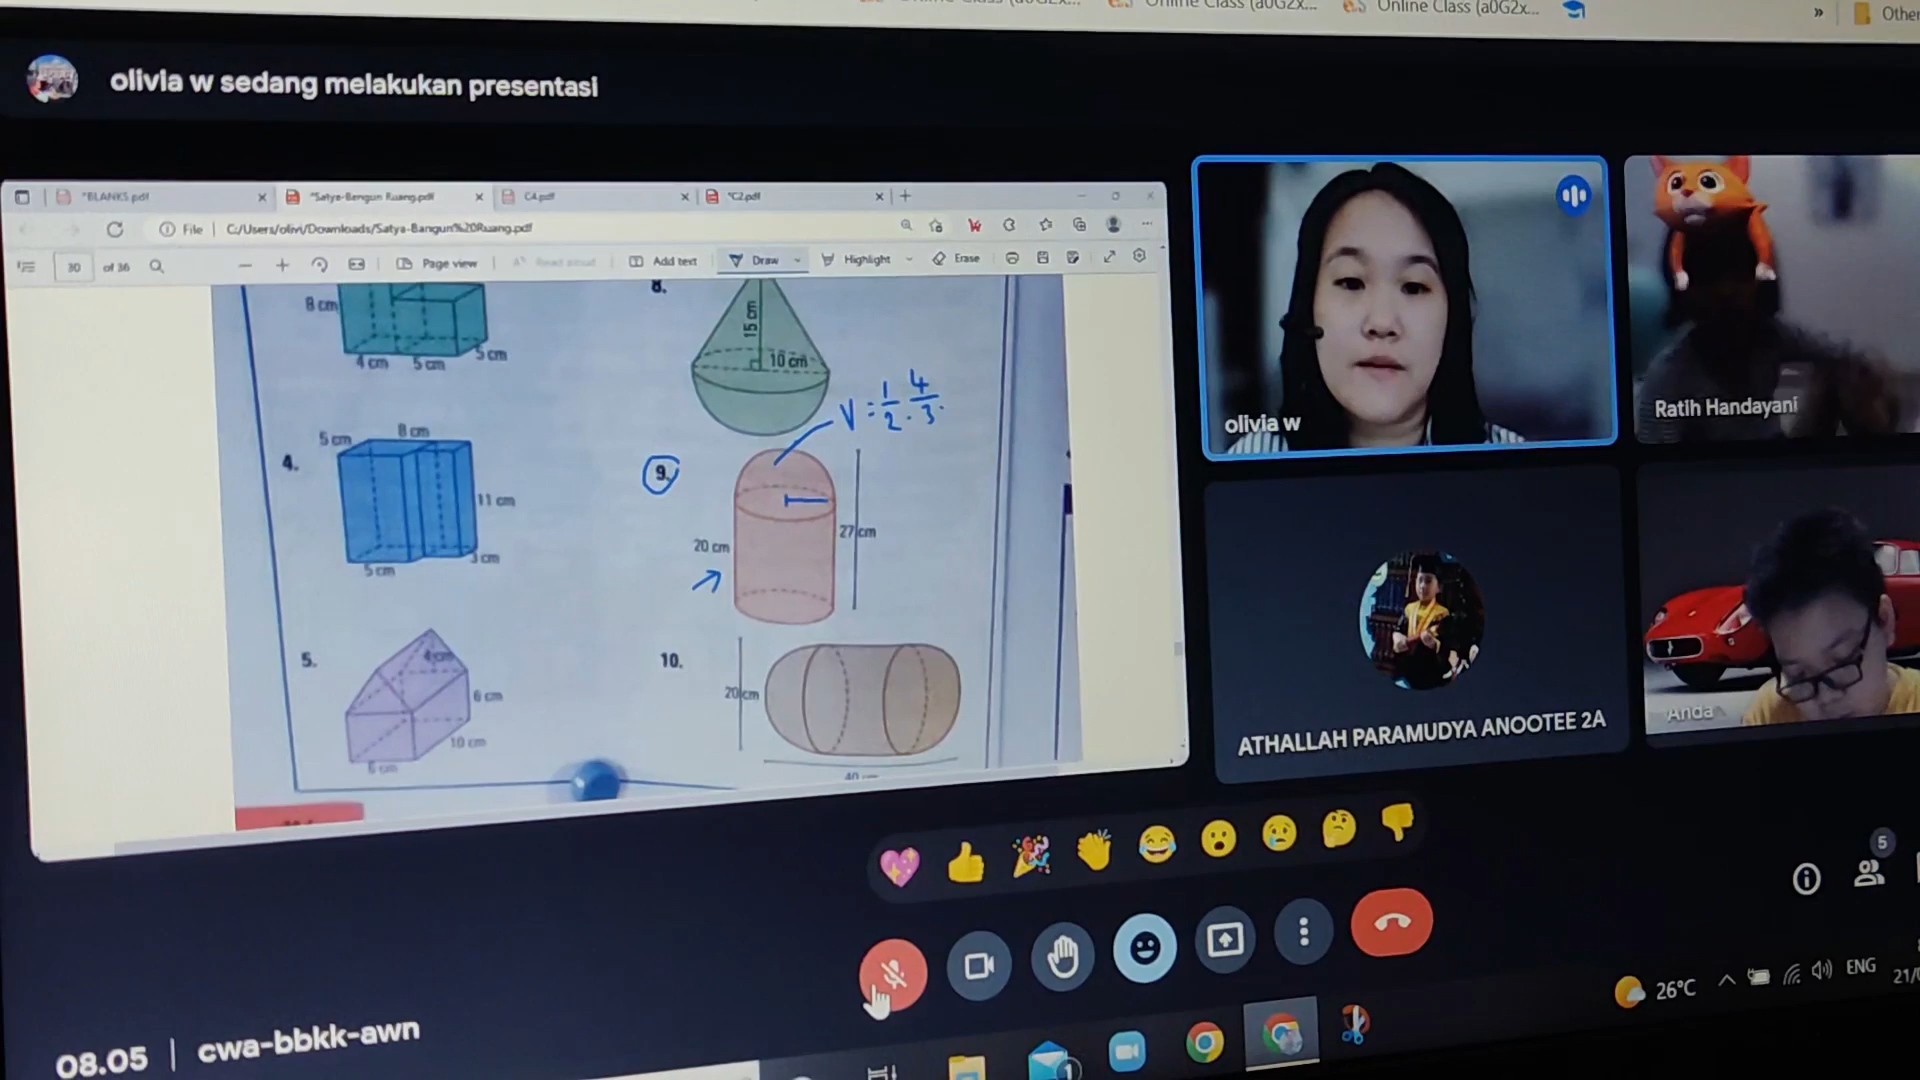 Online Class (a0G2x...
Online Class (a0G2x...
»
Other
olivia w sedang melakukan presentasi
*BLANKS.pdf
*Satya-Bangun Ruang.pdf
C4.pdf
*C2.pdf
File
C:/Users/olivi/Downloads/Satya-Bangun%20Ruang.pdf
30
of 36
Page view
Read aloud
Add text
Draw
Highlight
Erase
8 cm
4 cm
5 cm
5 cm
8.
15 cm
10 cm
V = 1/2 . 4/3 .
4.
5 cm
8 cm
11 cm
5 cm
3 cm
9.
20 cm
27 cm
5.
4 cm
6 cm
10 cm
6 cm
10.
20 cm
olivia w
Ratih Handayani
ATHALLAH PARAMUDYA ANOOTEE 2A
Anda
5
08.05 | cwa-bbkk-awn
1
26°C
ENG